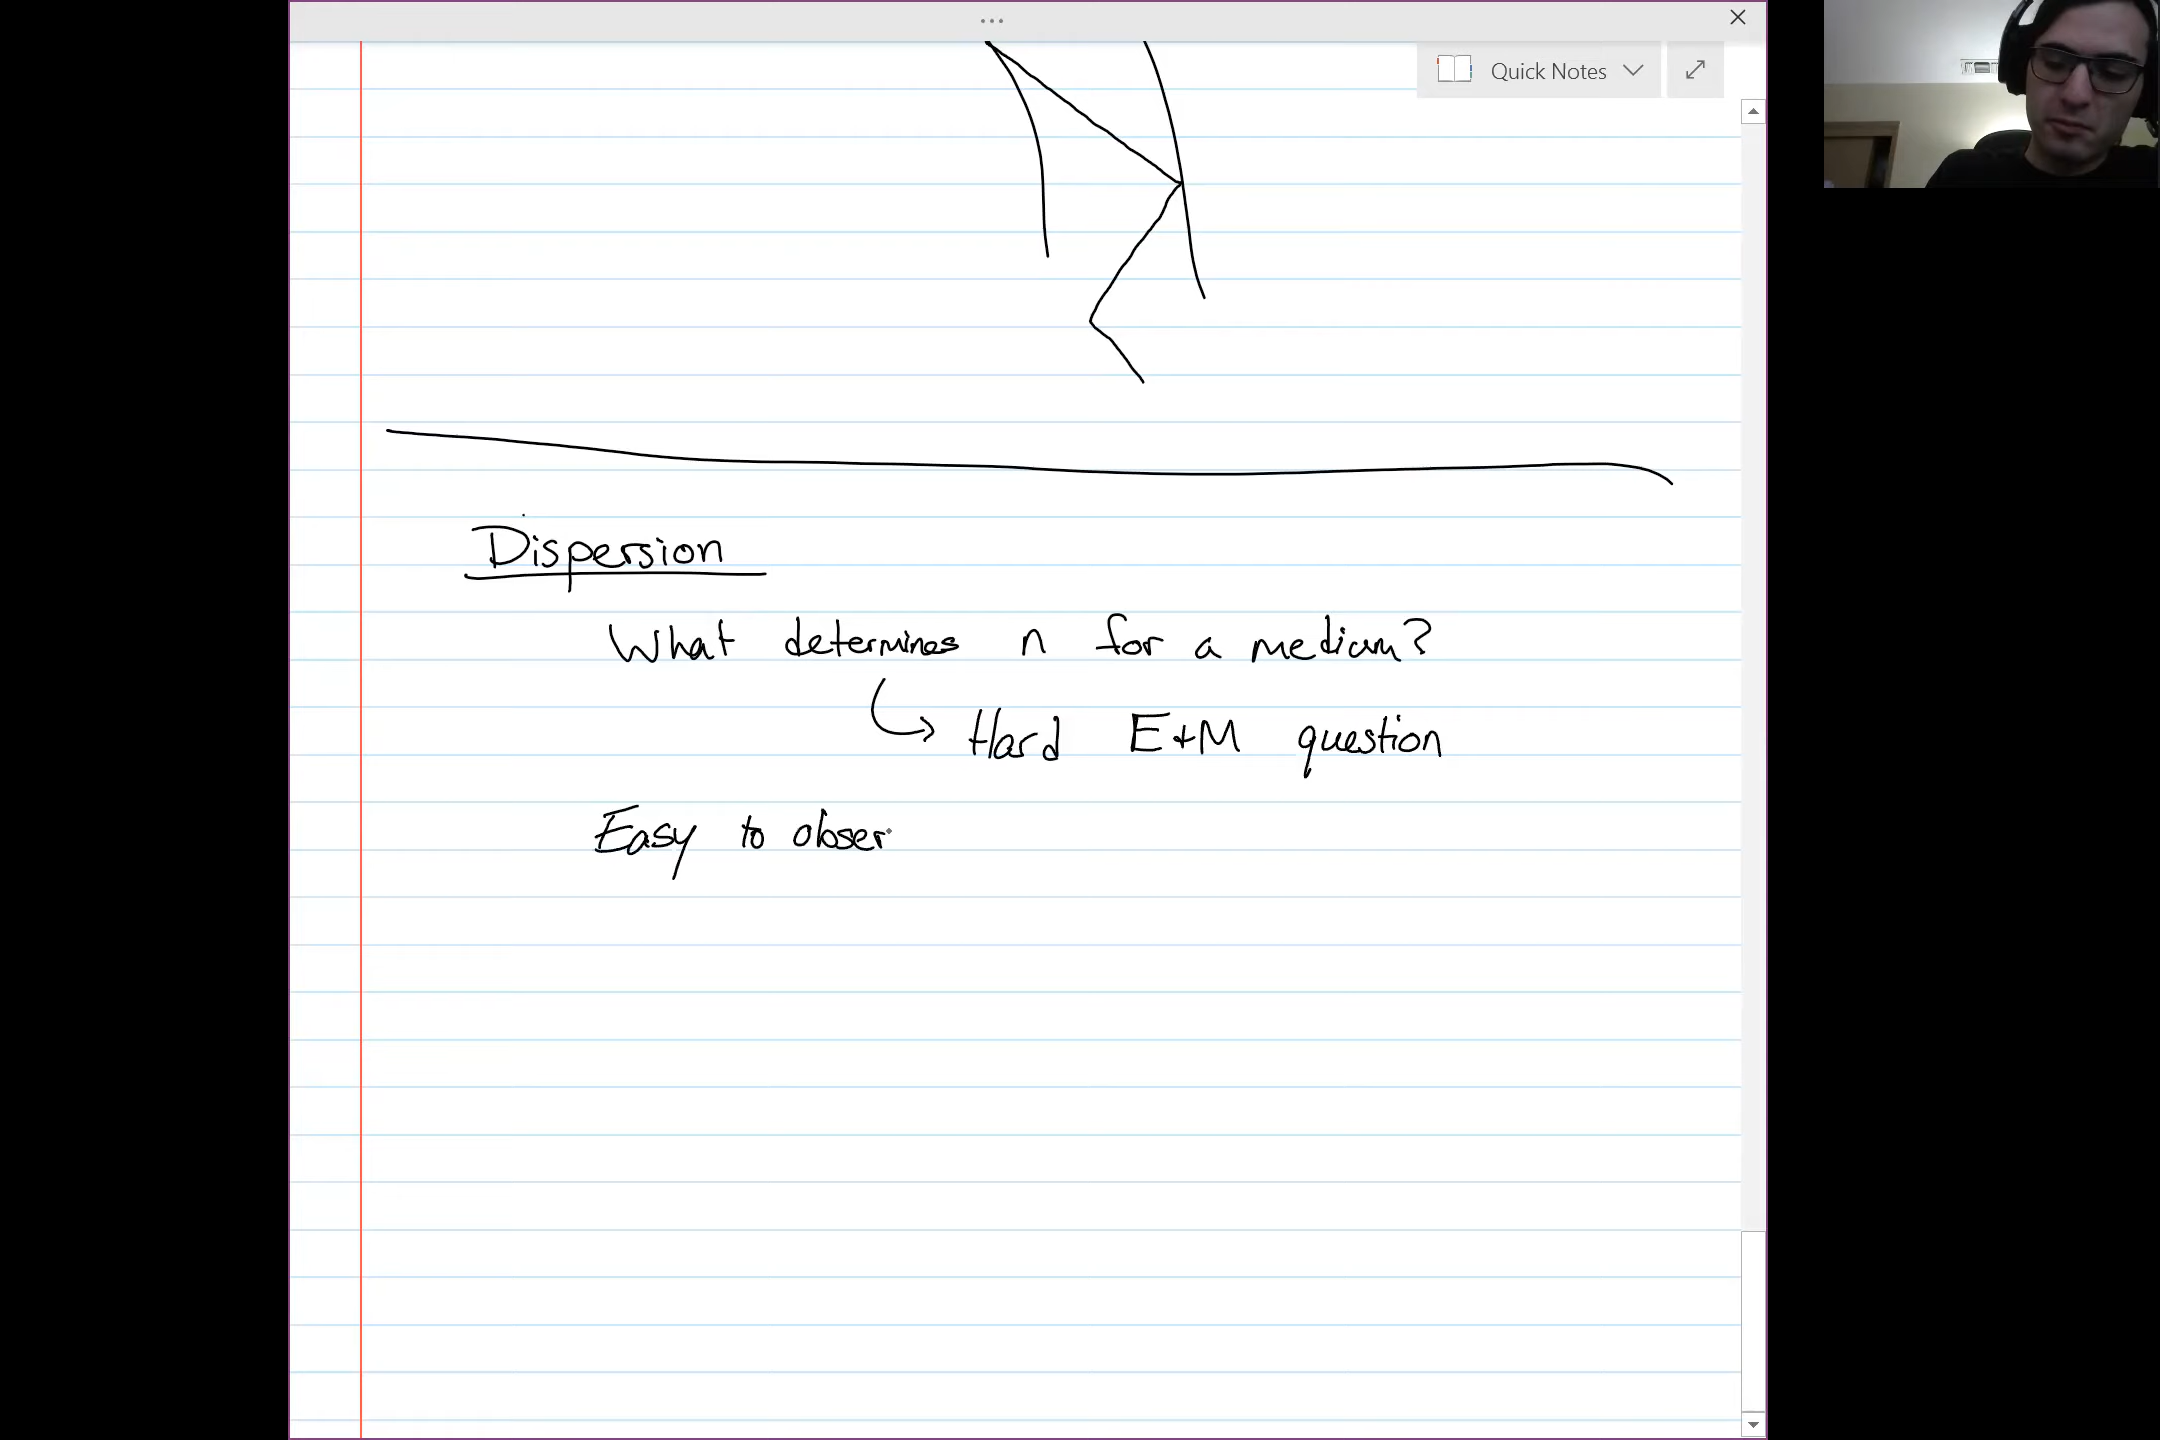 ...
Quick Notes
Dispersion
What determines n for a medium?
Hard E+M question
Easy to obser